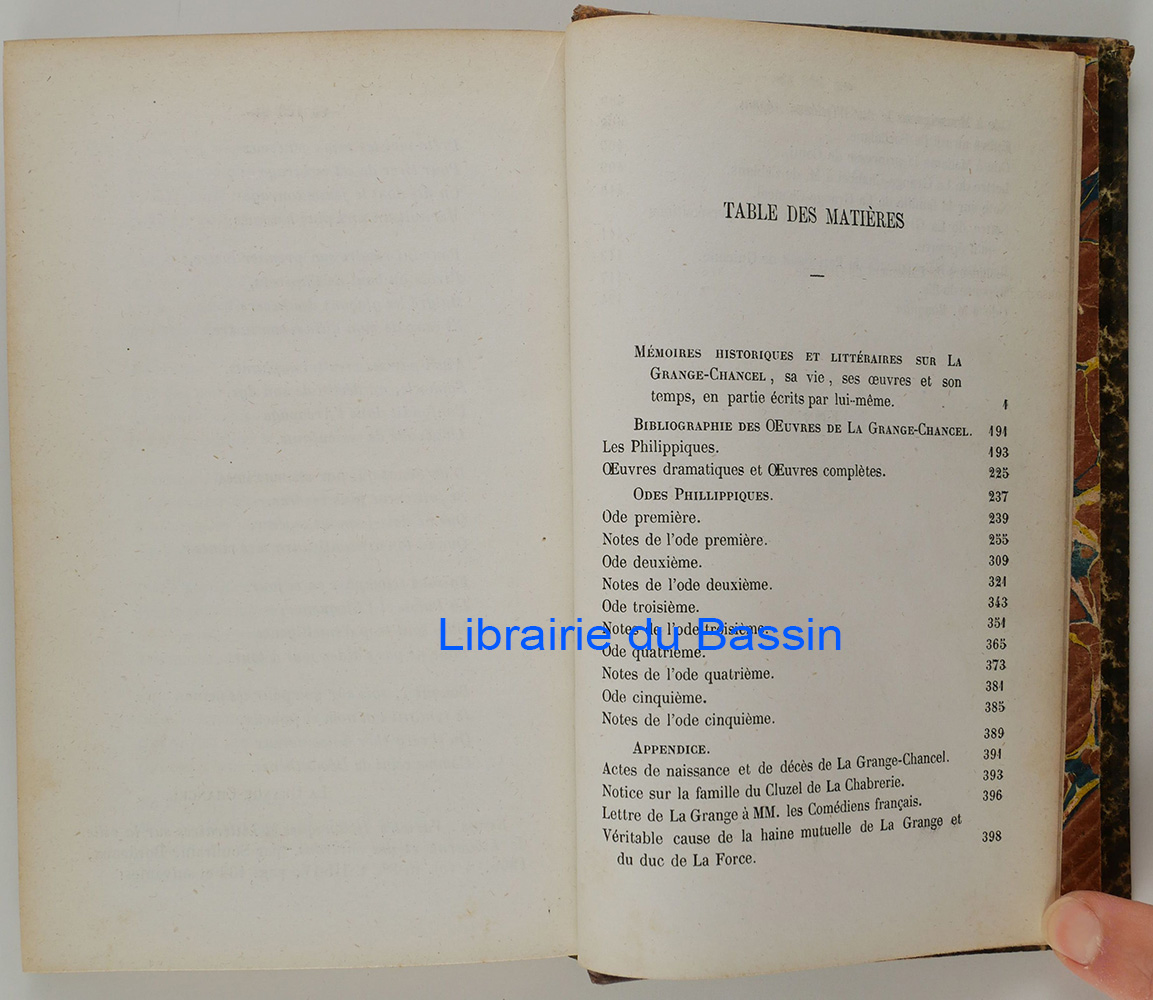 TABLE DES MATIÈRES
MÉMOIRES HISTORIQUES ET LITTÉRAIRES SUR LA
GRANGE-CHANCEL, sa vie, ses œuvres et son
temps, en partie écrits par lui-même. 1
BIBLIOGRAPHIE DES ŒUVRES DE LA GRANGE-CHANCEL. 191
Les Philippiques. 193
Œuvres dramatiques et Œuvres complètes. 225
ODES PHILLIPPIQUES. 237
Ode première. 239
Notes de l'ode première. 255
Ode deuxième. 309
Notes de l'ode deuxième. 321
Ode troisième. 343
Notes de l'ode troisième. 351
Librairie du Bassin
Ode quatrième. 365
Notes de l'ode quatrième. 373
Ode cinquième. 381
Notes de l'ode cinquième. 385
APPENDICE. 389
Actes de naissance et de décès de La Grange-Chancel. 391
Notice sur la famille du Cluzel de La Chabrerie. 393
Lettre de La Grange à MM. les Comédiens français. 396
Véritable cause de la haine mutuelle de La Grange et
du duc de La Force. 398